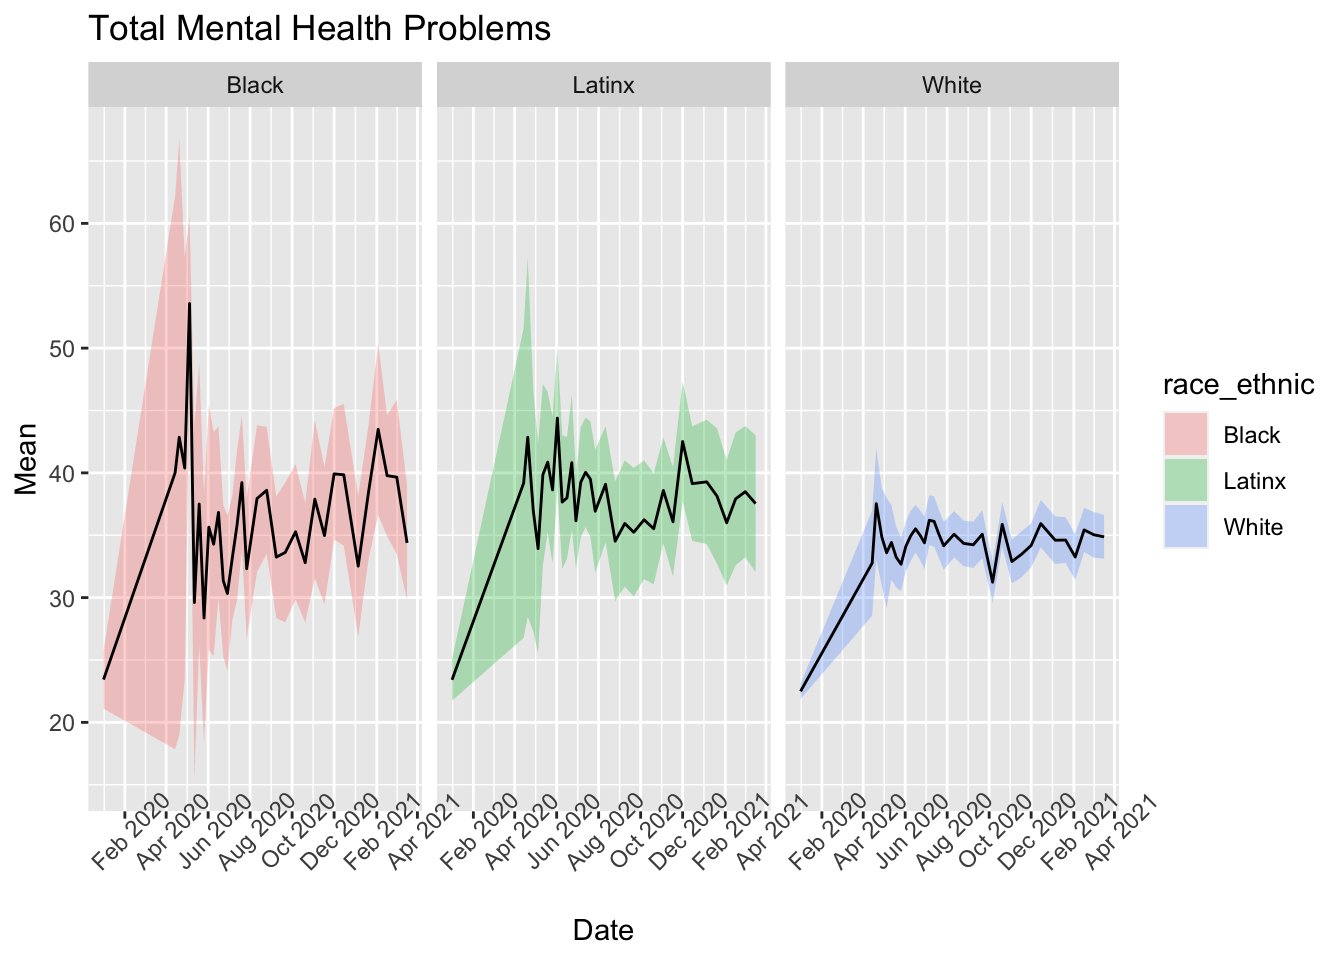 Total Mental Health Problems
Black Latinx White
60
50
40
30
20
Mean
Feb 2020 Apr 2020 Jun 2020 Aug 2020 Oct 2020 Dec 2020 Feb 2021 Apr 2021
Feb 2020 Apr 2020 Jun 2020 Aug 2020 Oct 2020 Dec 2020 Feb 2021 Apr 2021
Feb 2020 Apr 2020 Jun 2020 Aug 2020 Oct 2020 Dec 2020 Feb 2021 Apr 2021
Date
race_ethnic
Black
Latinx
White